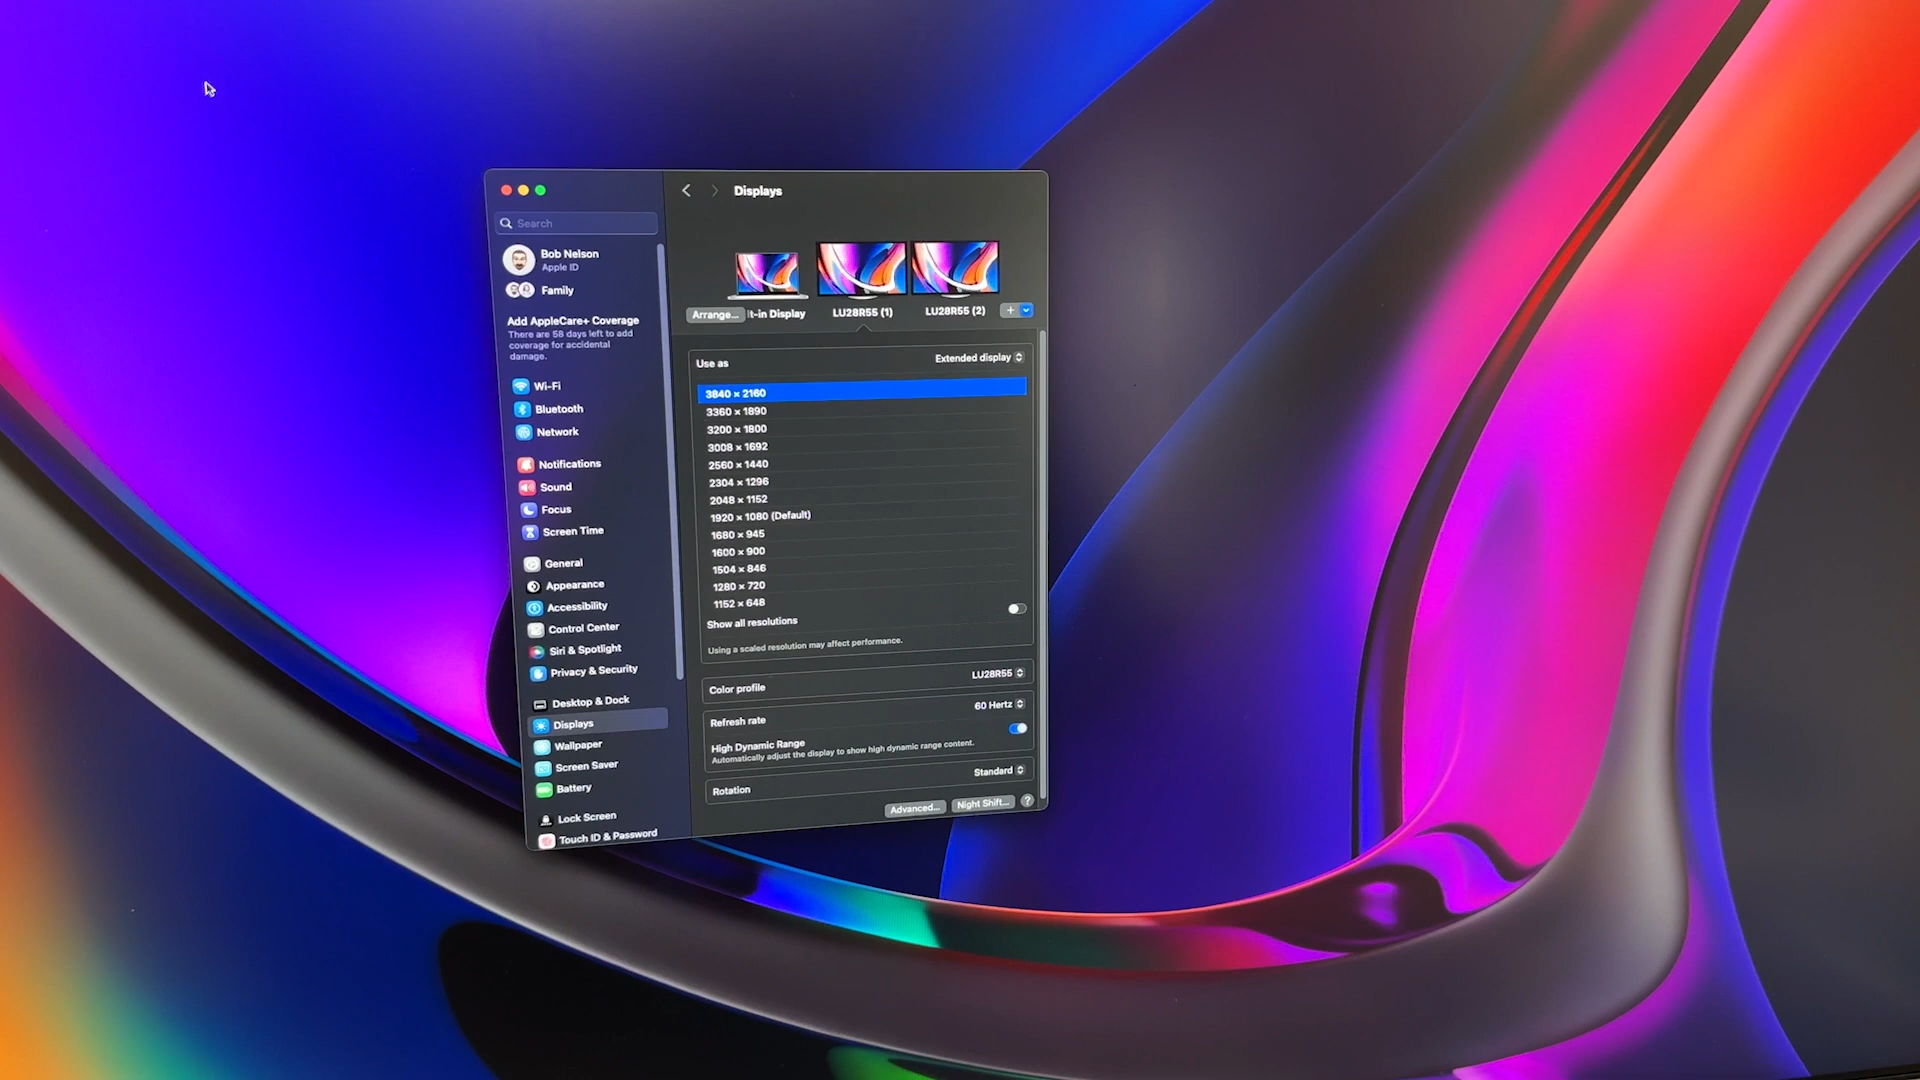 Search
Bob Nelson
Apple ID
Family
Add AppleCare+ Coverage
There are 58 days left to add
coverage for accidental
damage.
Wi-Fi
Bluetooth
Network
Notifications
Sound
Focus
Screen Time
General
Appearance
Accessibility
Control Center
Siri & Spotlight
Privacy & Security
Desktop & Dock
Displays
Wallpaper
Screen Saver
Battery
Lock Screen
Touch ID & Password
Displays
Arrange... lt-in Display LU28R55 (1) LU28R55 (2) +
Use as Extended display
3840 × 2160
3360 × 1890
3200 × 1800
3008 × 1692
2560 × 1440
2304 × 1296
2048 × 1152
1920 × 1080 (Default)
1680 × 945
1600 × 900
1504 × 846
1280 × 720
1152 × 648
Show all resolutions
Using a scaled resolution may affect performance.
Color profile LU28R55
Refresh rate 60 Hertz
High Dynamic Range
Automatically adjust the display to show high dynamic range content.
Rotation Standard
Advanced... Night Shift... ?